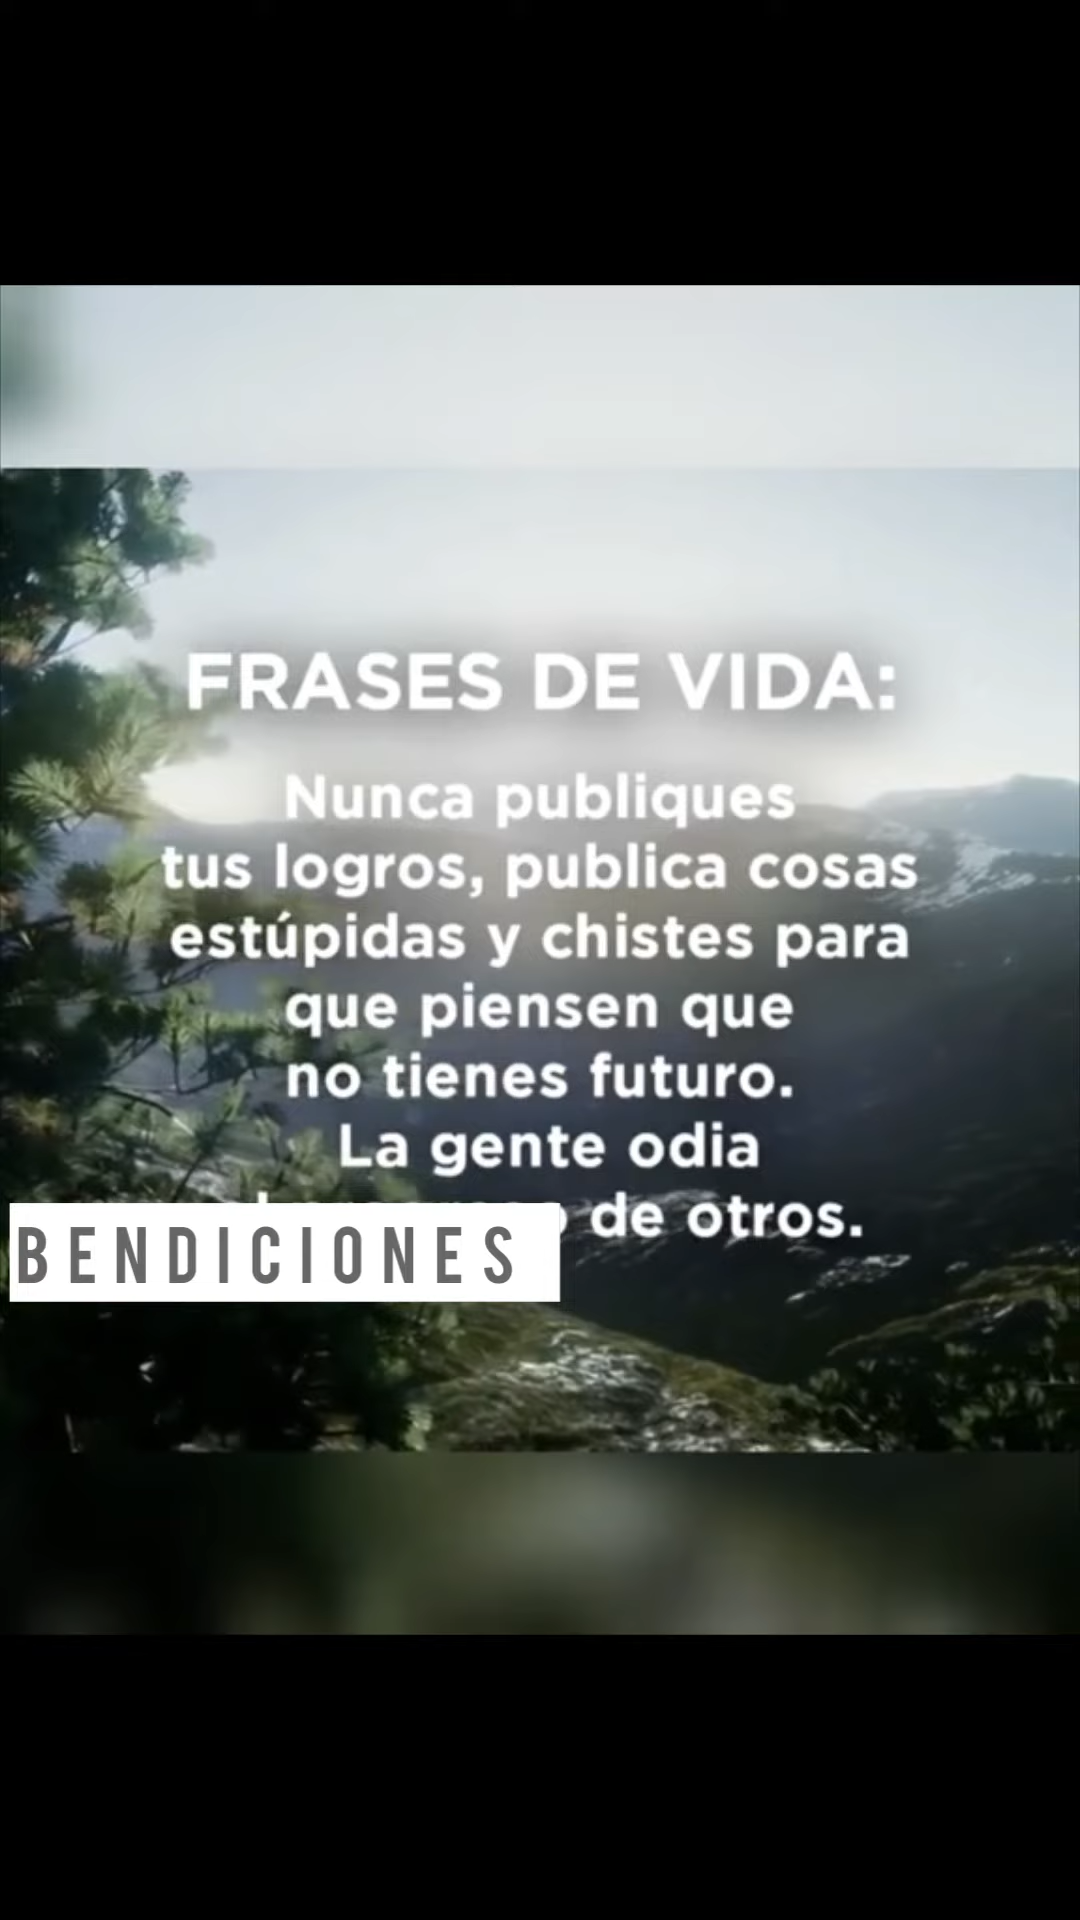 FRASES DE VIDA:
Nunca publiques
tus logros, publica cosas
estúpidas y chistes para
que piensen que
no tienes futuro.
La gente odia
de otros.
BENDICIONES